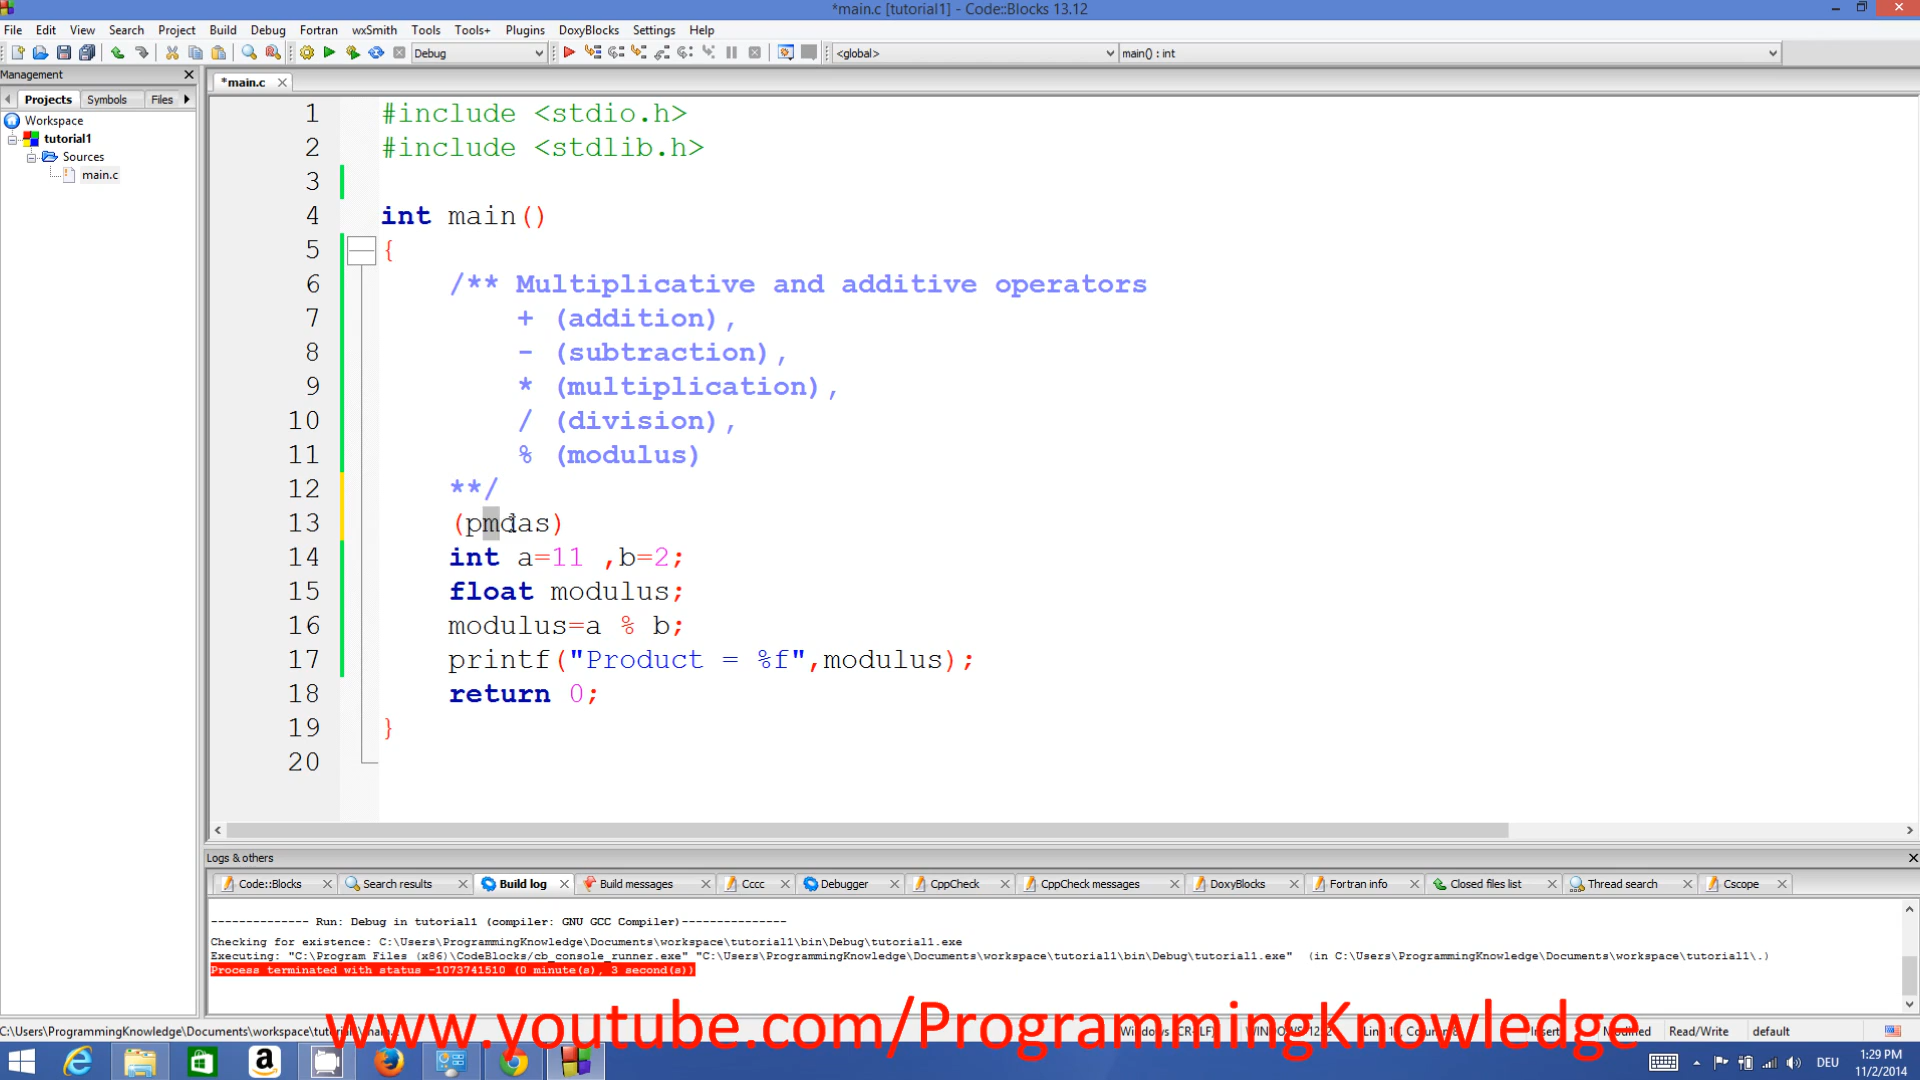 *main.c [tutorial1] - Code::Blocks 13.12
File Edit View Search Project Build Debug Fortran wxSmith Tools Tools+ Plugins DoxyBlocks Settings Help
Debug <global> main() : int
Management
Projects Symbols Files
*main.c
Workspace
tutorial1
Sources
main.c
1 #include <stdio.h>
2 #include <stdlib.h>
3
4 int main()
5 {
6 /** Multiplicative and additive operators
7 + (addition),
8 - (subtraction),
9 * (multiplication),
10 / (division),
11 % (modulus)
12 **/
13 (pmdas)
14 int a=11 ,b=2;
15 float modulus;
16 modulus=a % b;
17 printf("Product = %f",modulus);
18 return 0;
19 }
20
Logs & others
Code::Blocks Search results Build log Build messages Cccc Debugger CppCheck CppCheck messages DoxyBlocks Fortran info Closed files list Thread search Cscope
-------------- Run: Debug in tutorial1 (compiler: GNU GCC Compiler)---------------
Checking for existence: C:\Users\ProgrammingKnowledge\Documents\workspace\tutorial1\bin\Debug\tutorial1.exe
Executing: "C:\Program Files (x86)\CodeBlocks/cb_console_runner.exe" "C:\Users\ProgrammingKnowledge\Documents\workspace\tutorial1\bin\Debug\tutorial1.exe" (in C:\Users\ProgrammingKnowledge\Documents\workspace\tutorial1\.)
Process terminated with status -1073741510 (0 minute(s), 3 second(s))
www.youtube.com/ProgrammingKnowledge
Read/Write default
DEU
1:29 PM
11/2/2014